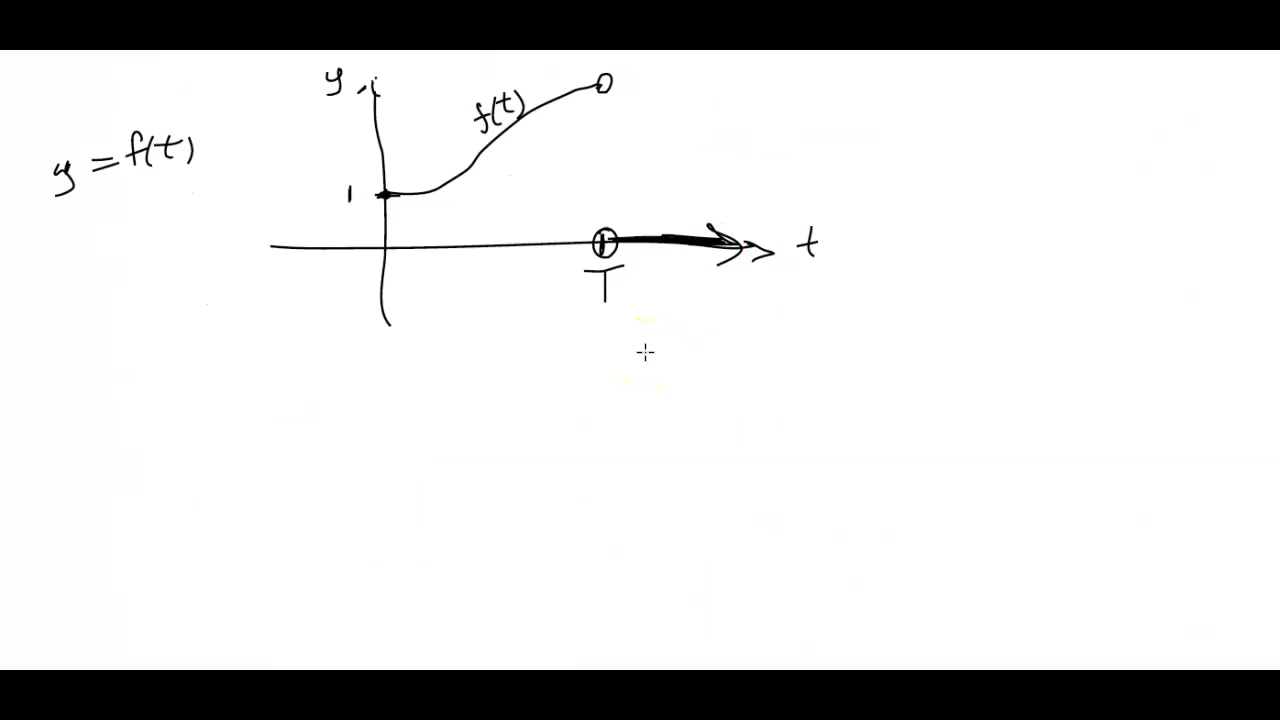 y
f(t)
y = f(t)
1
t
T